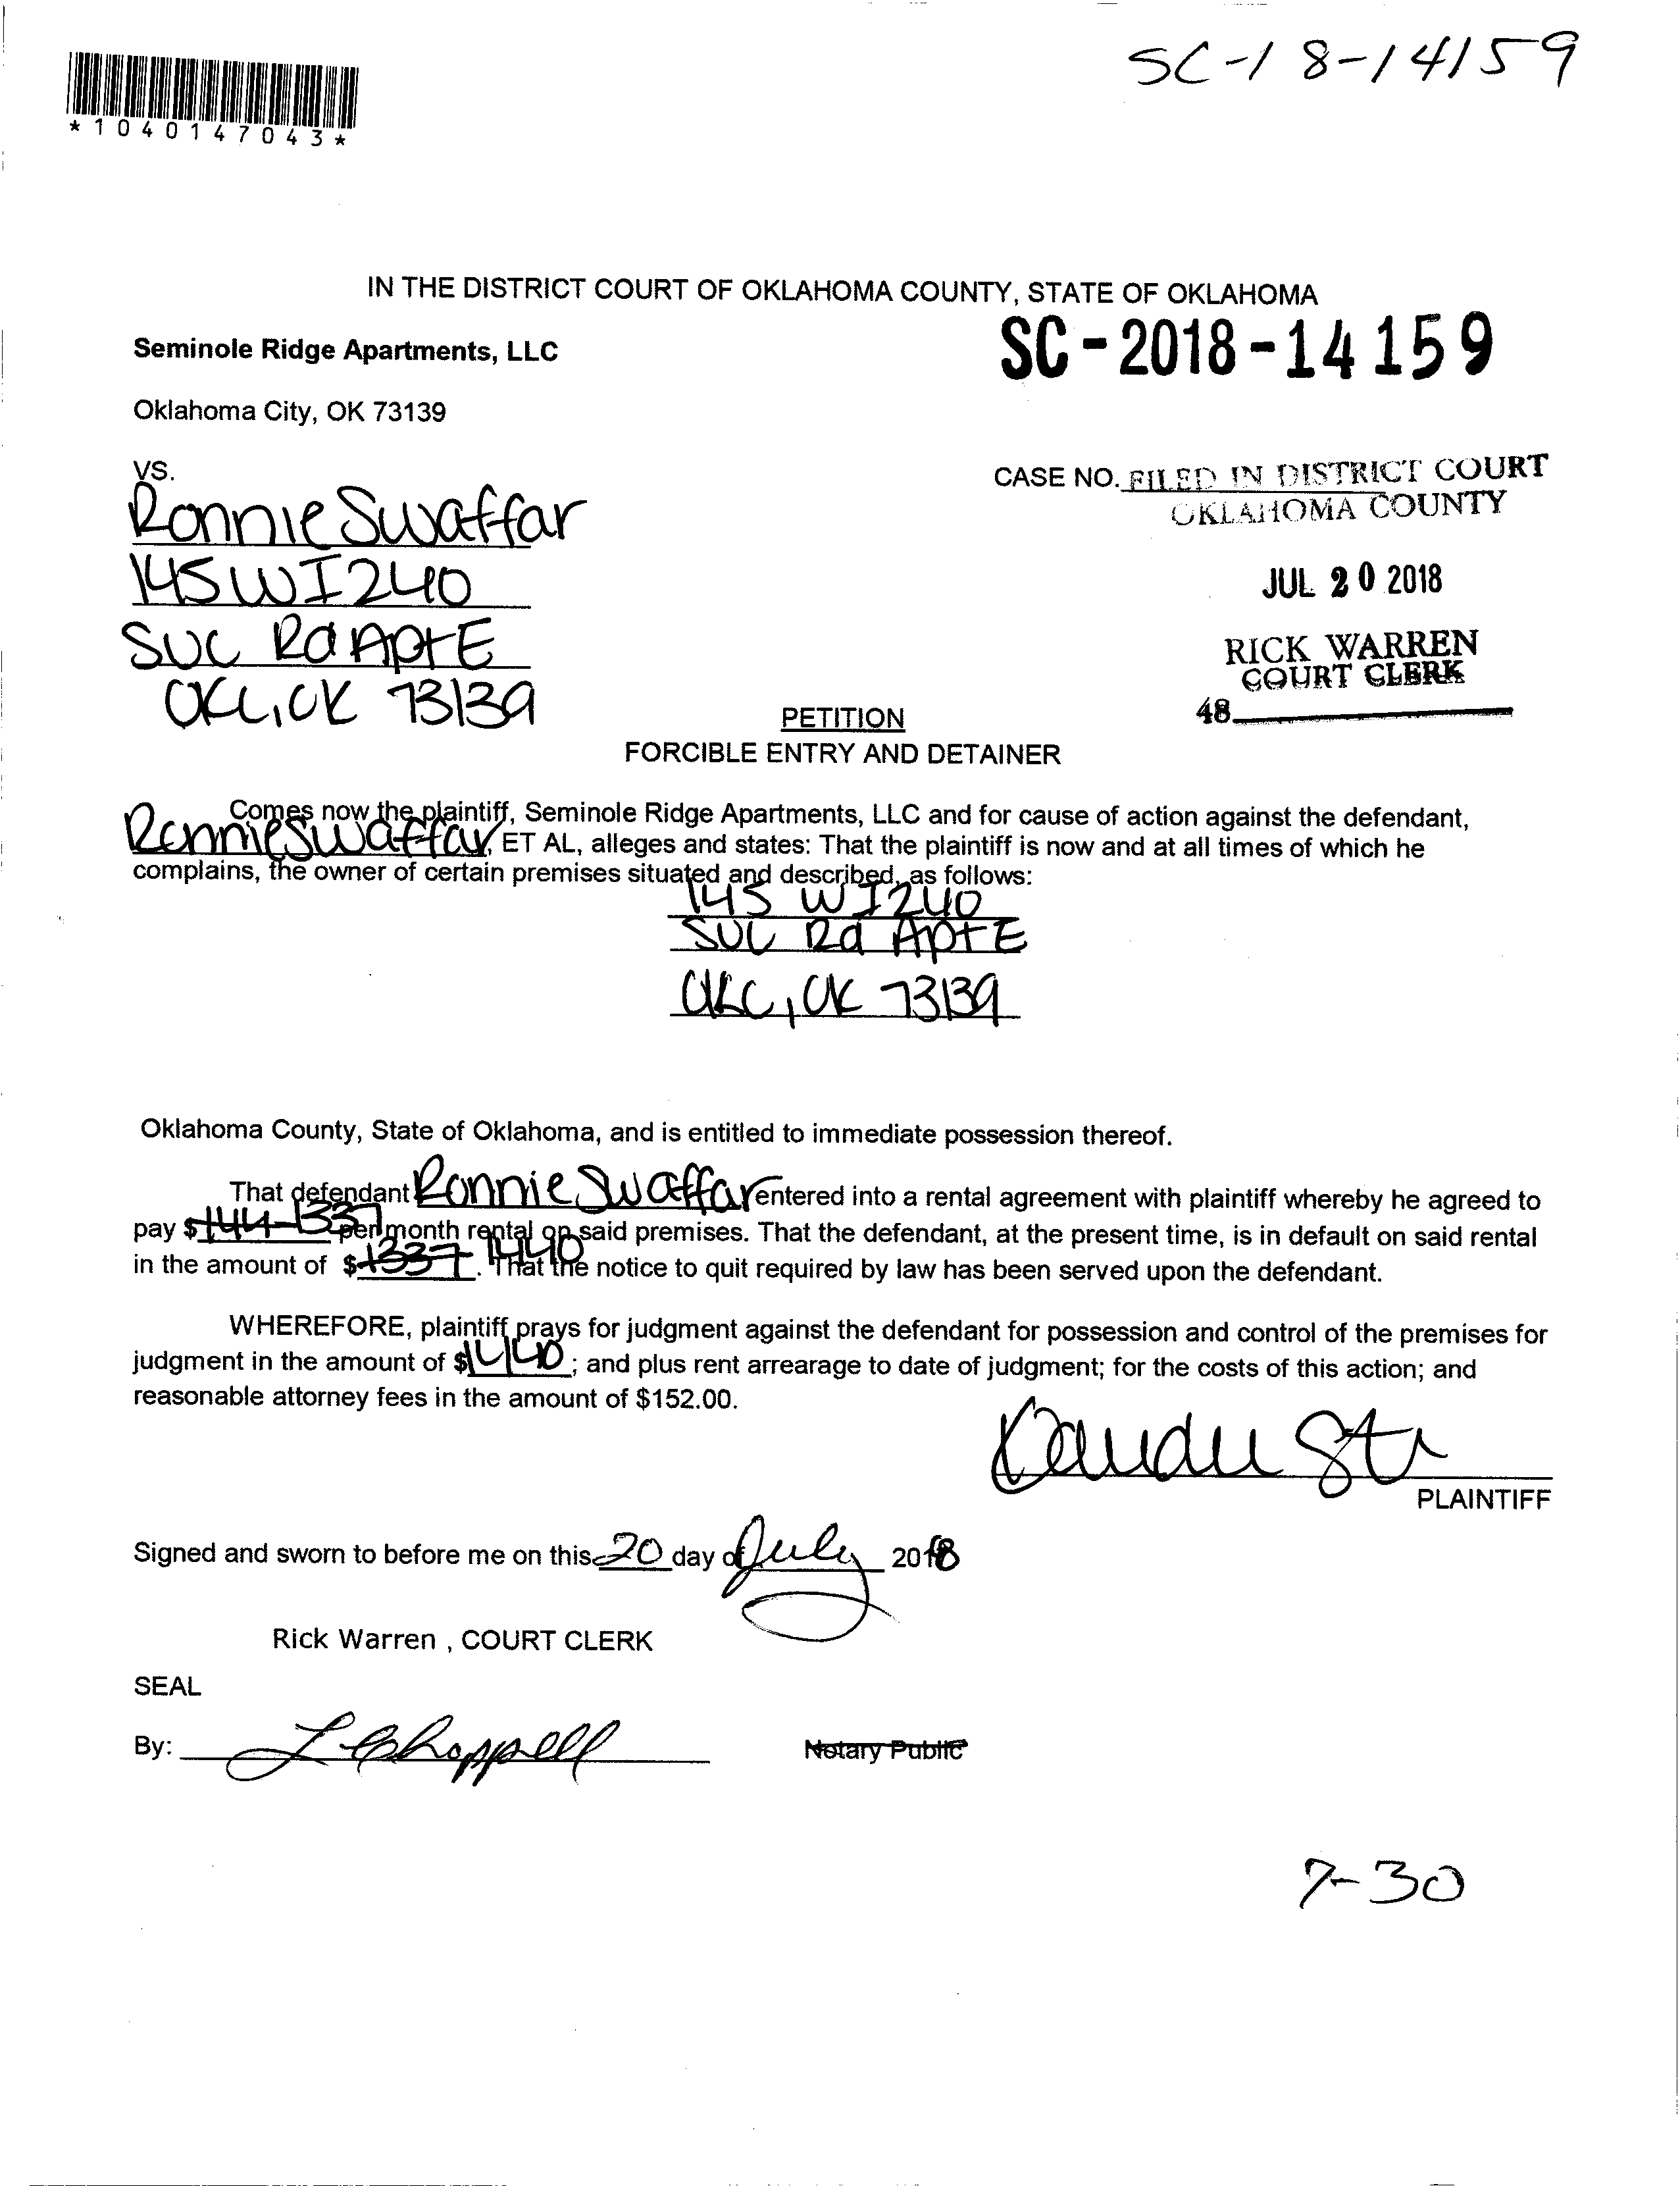 SC-18-14159
*1040147043*
IN THE DISTRICT COURT OF OKLAHOMA COUNTY, STATE OF OKLAHOMA
Seminole Ridge Apartments, LLC
SC-2018-14159
Oklahoma City, OK 73139
VS.
CASE NO. FILED IN DISTRICT COURT
OKLAHOMA COUNTY
Ronnie Swaffar
145 W I240
JUL 20 2018
SVC Rd Apt E
RICK WARREN
COURT CLERK
OKC, OK 73139
48
PETITION
FORCIBLE ENTRY AND DETAINER
Comes now the plaintiff, Seminole Ridge Apartments, LLC and for cause of action against the defendant,
Ronnie Swaffar, ET AL, alleges and states: That the plaintiff is now and at all times of which he
complains, the owner of certain premises situated and described, as follows:
145 W I240
SVC Rd Apt E
OKC, OK 73139
Oklahoma County, State of Oklahoma, and is entitled to immediate possession thereof.
That defendant Ronnie Swaffar entered into a rental agreement with plaintiff whereby he agreed to
pay $ 1337 per month rental on said premises. That the defendant, at the present time, is in default on said rental
in the amount of $ 1337 1440. That the notice to quit required by law has been served upon the defendant.
WHEREFORE, plaintiff prays for judgment against the defendant for possession and control of the premises for
judgment in the amount of $1440; and plus rent arrearage to date of judgment; for the costs of this action; and
reasonable attorney fees in the amount of $152.00.
PLAINTIFF
Signed and sworn to before me on this 20 day of July 2018
Rick Warren , COURT CLERK
SEAL
By: L Chappell
Notary Public
7-30